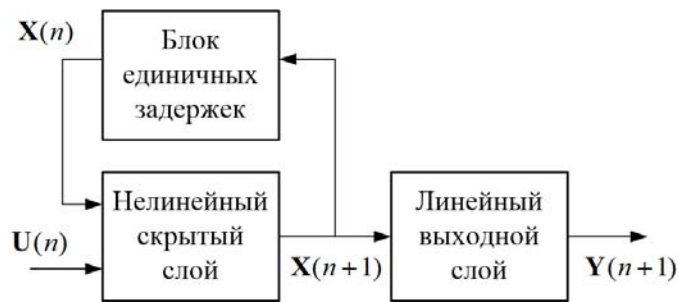 X(n)
Блок
единичных
задержек
Нелинейный
скрытый
слой
U(n)
X(n+1)
Линейный
выходной
слой
Y(n+1)